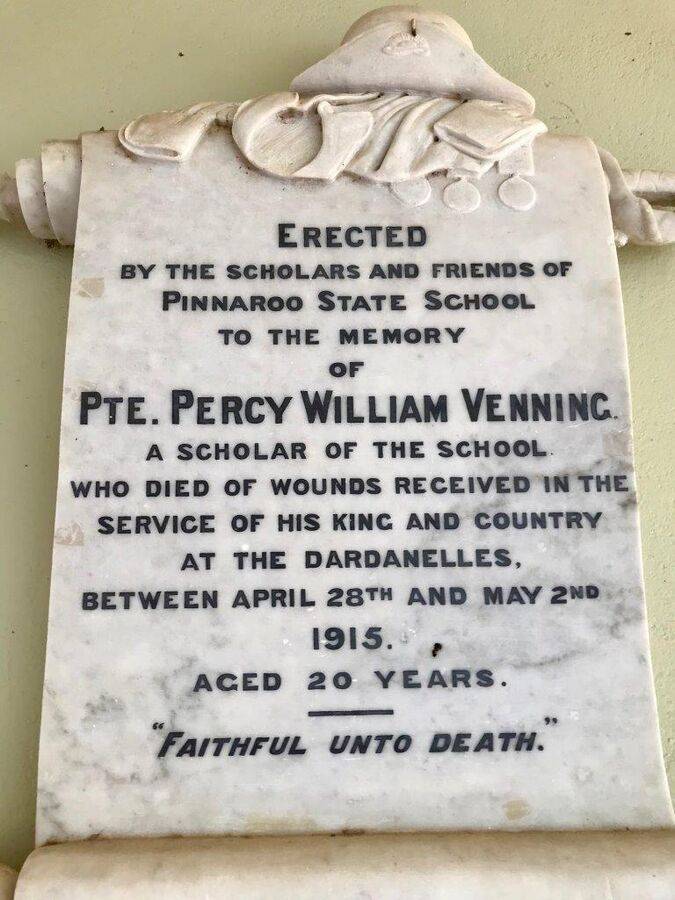 ERECTED
BY THE SCHOLARS AND FRIENDS OF
PINNAROO STATE SCHOOL
TO THE MEMORY
OF
PTE. PERCY WILLIAM VENNING.
A SCHOLAR OF THE SCHOOL
WHO DIED OF WOUNDS RECEIVED IN THE
SERVICE OF HIS KING AND COUNTRY
AT THE DARDANELLES,
BETWEEN APRIL 28TH AND MAY 2ND
1915.
AGED 20 YEARS.
"FAITHFUL UNTO DEATH."